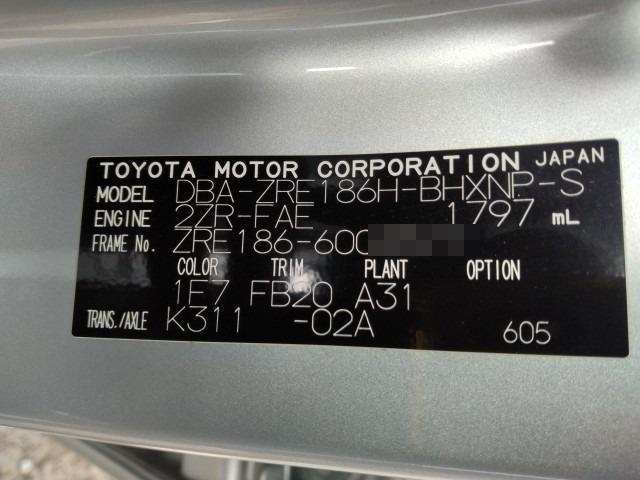 TOYOTA MOTOR CORPORATION JAPAN
MODEL DBA-ZRE186H-BHXNP-S
ENGINE 2ZR-FAE 1797 mL
FRAME No. ZRE186-600
COLOR TRIM PLANT OPTION
1E7 FB20 A31
TRANS./AXLE K311 -02A 605